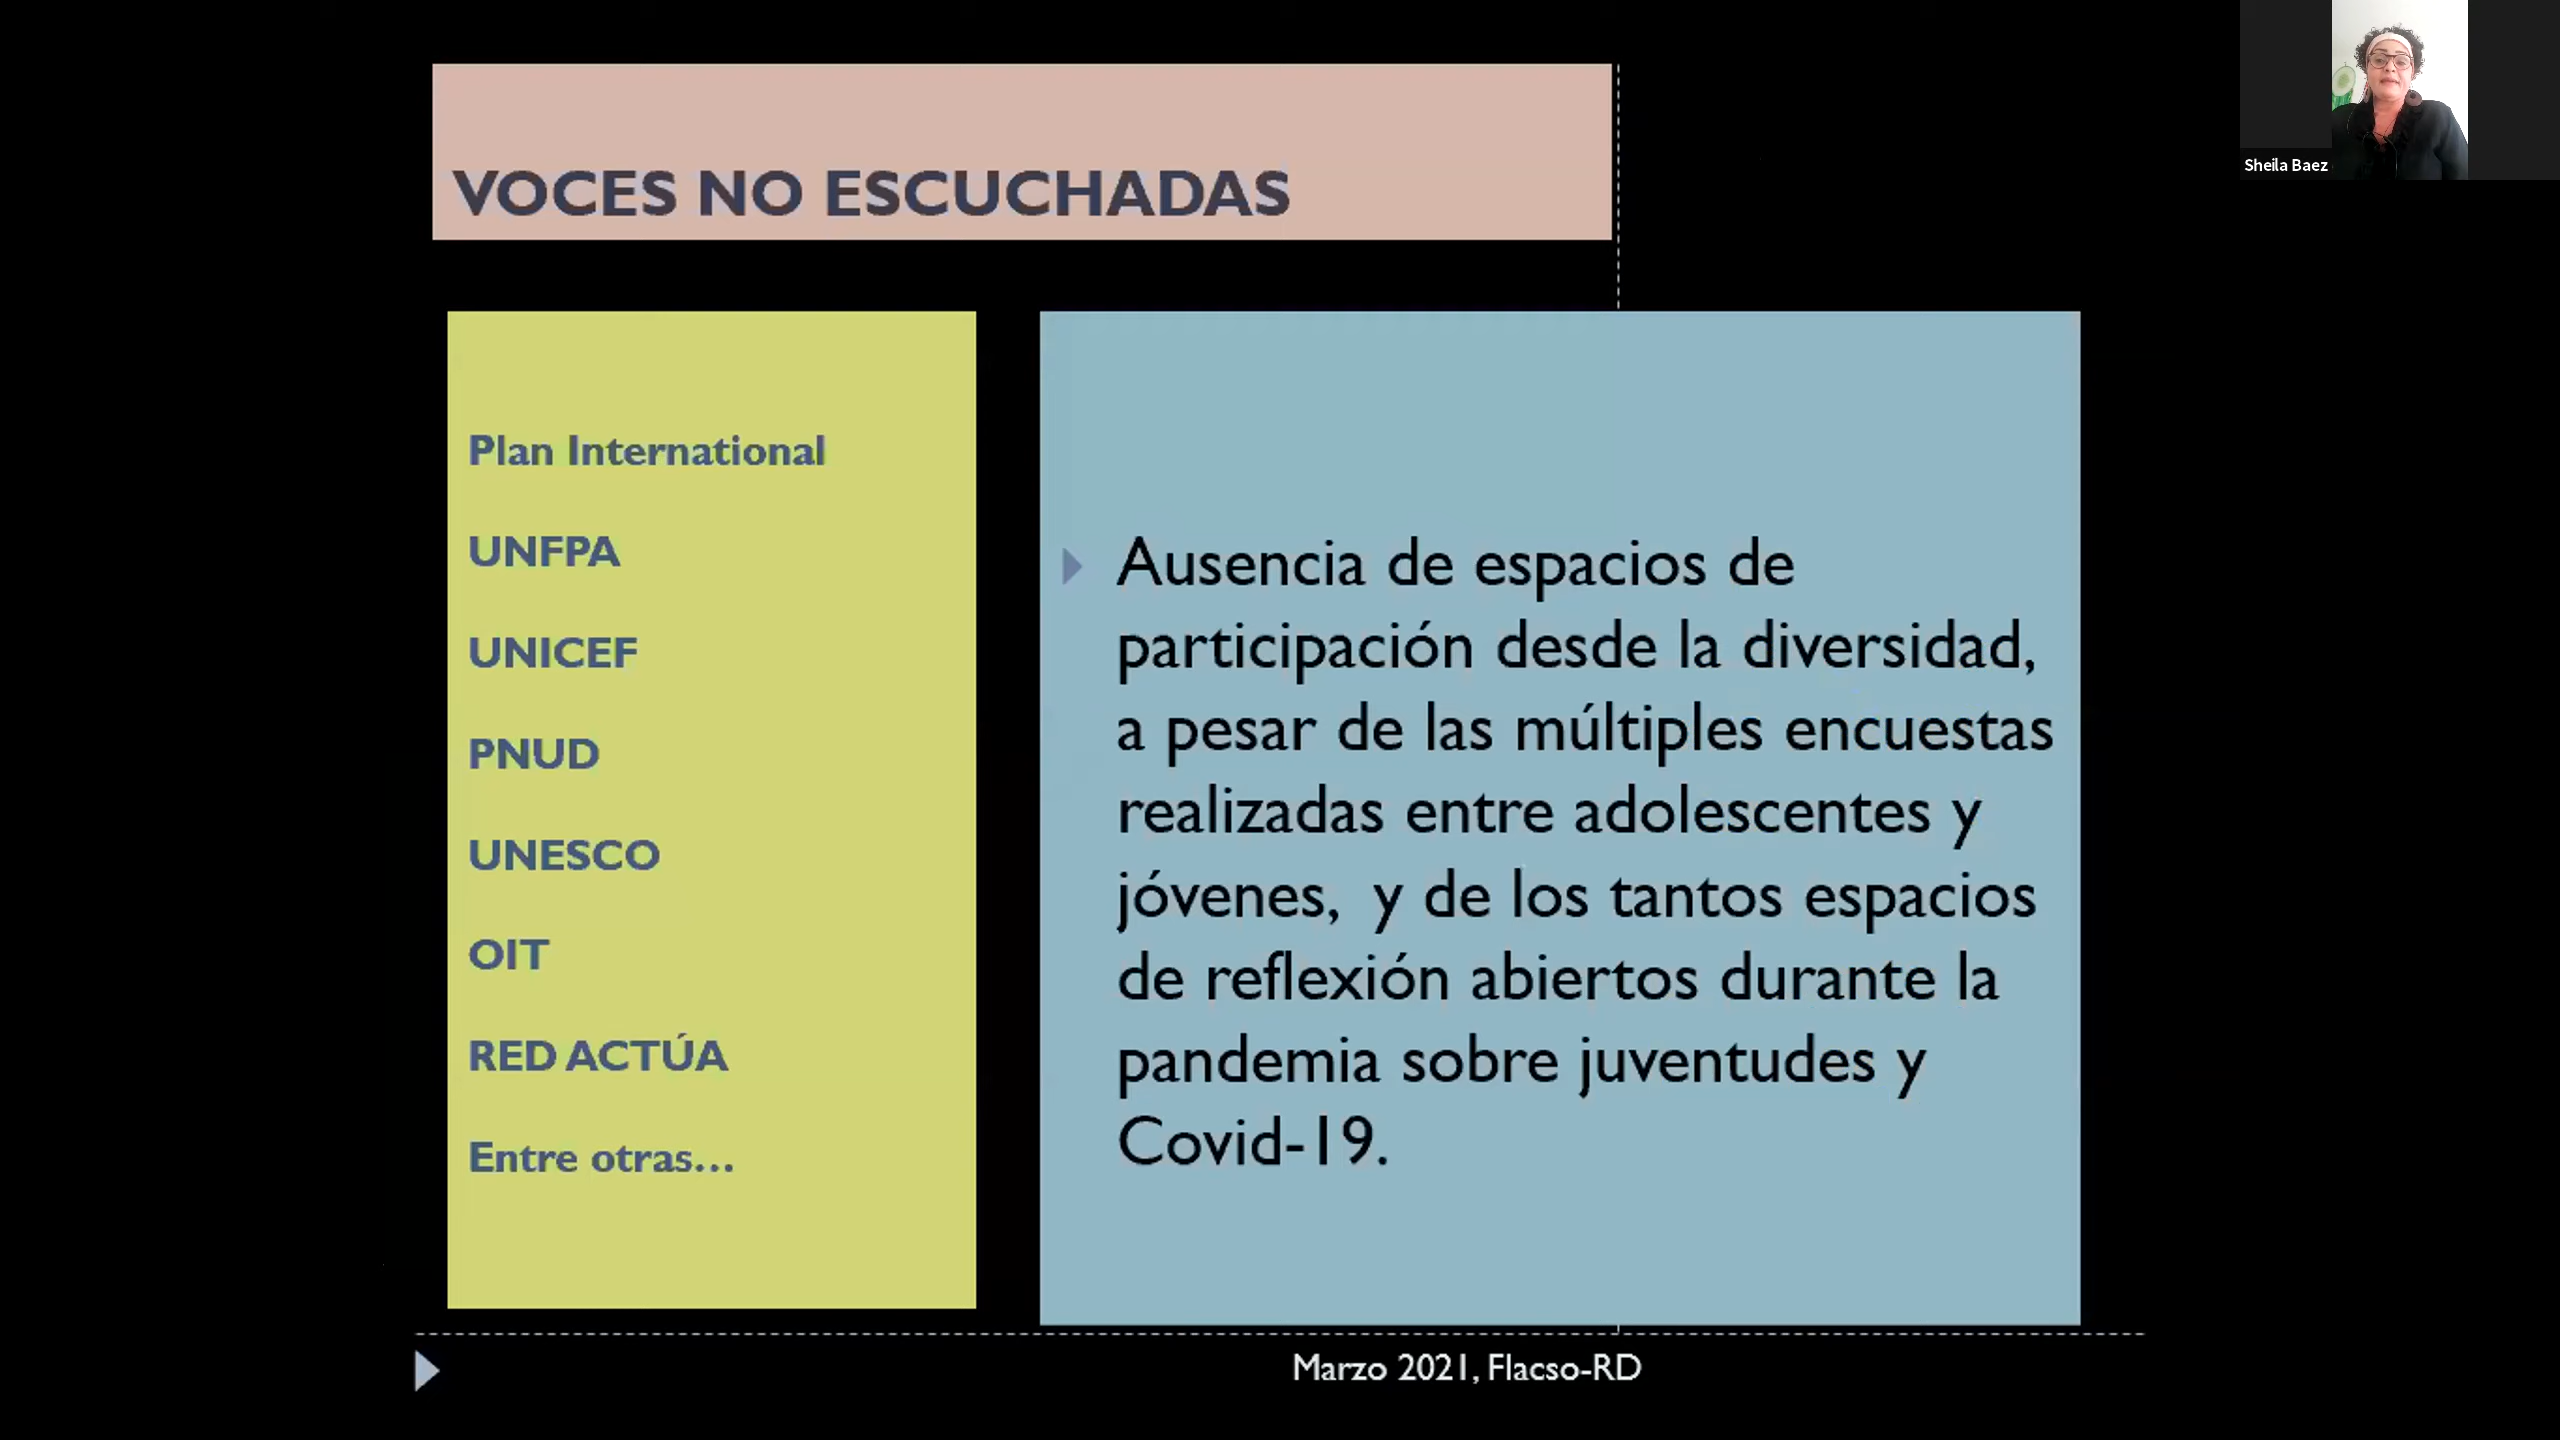 VOCES NO ESCUCHADAS
Sheila Baez
Plan International
UNFPA
UNICEF
PNUD
UNESCO
OIT
RED ACTÚA
Entre otras...
Ausencia de espacios de
participación desde la diversidad,
a pesar de las múltiples encuestas
realizadas entre adolescentes y
jóvenes, y de los tantos espacios
de reflexión abiertos durante la
pandemia sobre juventudes y
Covid-19.
Marzo 2021, Flacso-RD